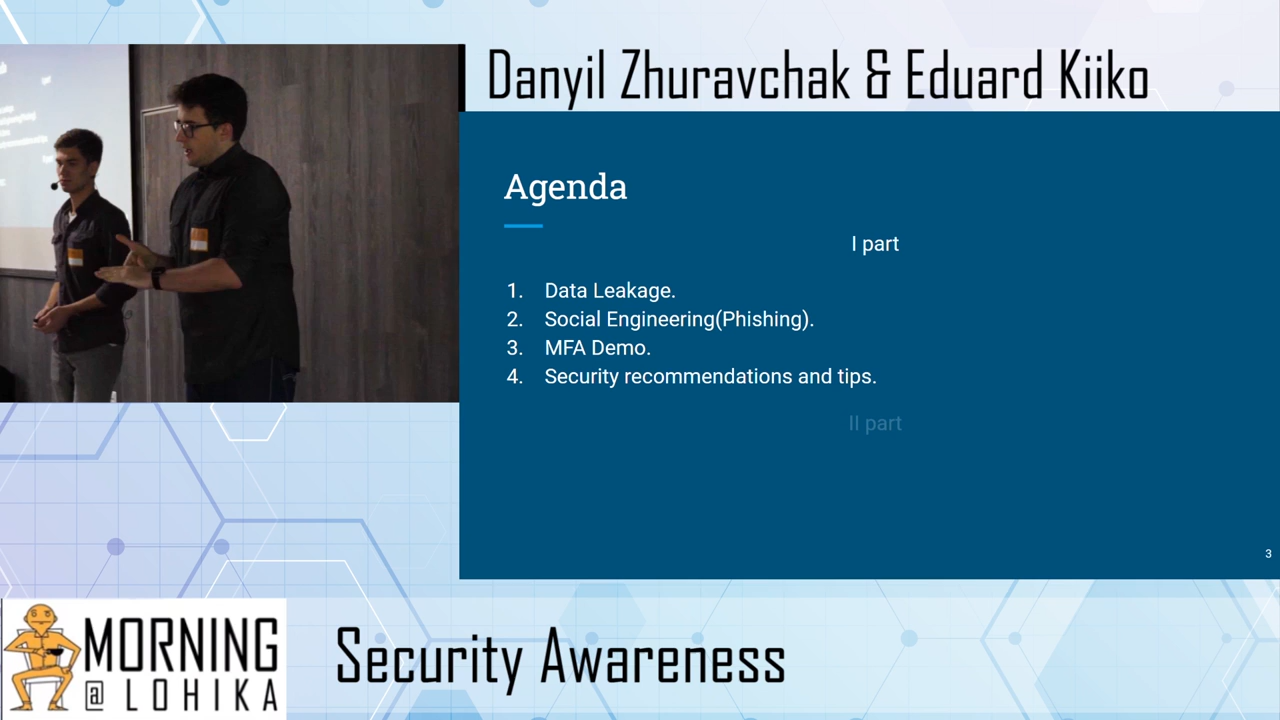 Danyil Zhuravchak & Eduard Kiiko
Agenda
I part
1. Data Leakage.
2. Social Engineering(Phishing).
3. MFA Demo.
4. Security recommendations and tips.
II part
3
MORNING
@ LOHIKA
Security Awareness